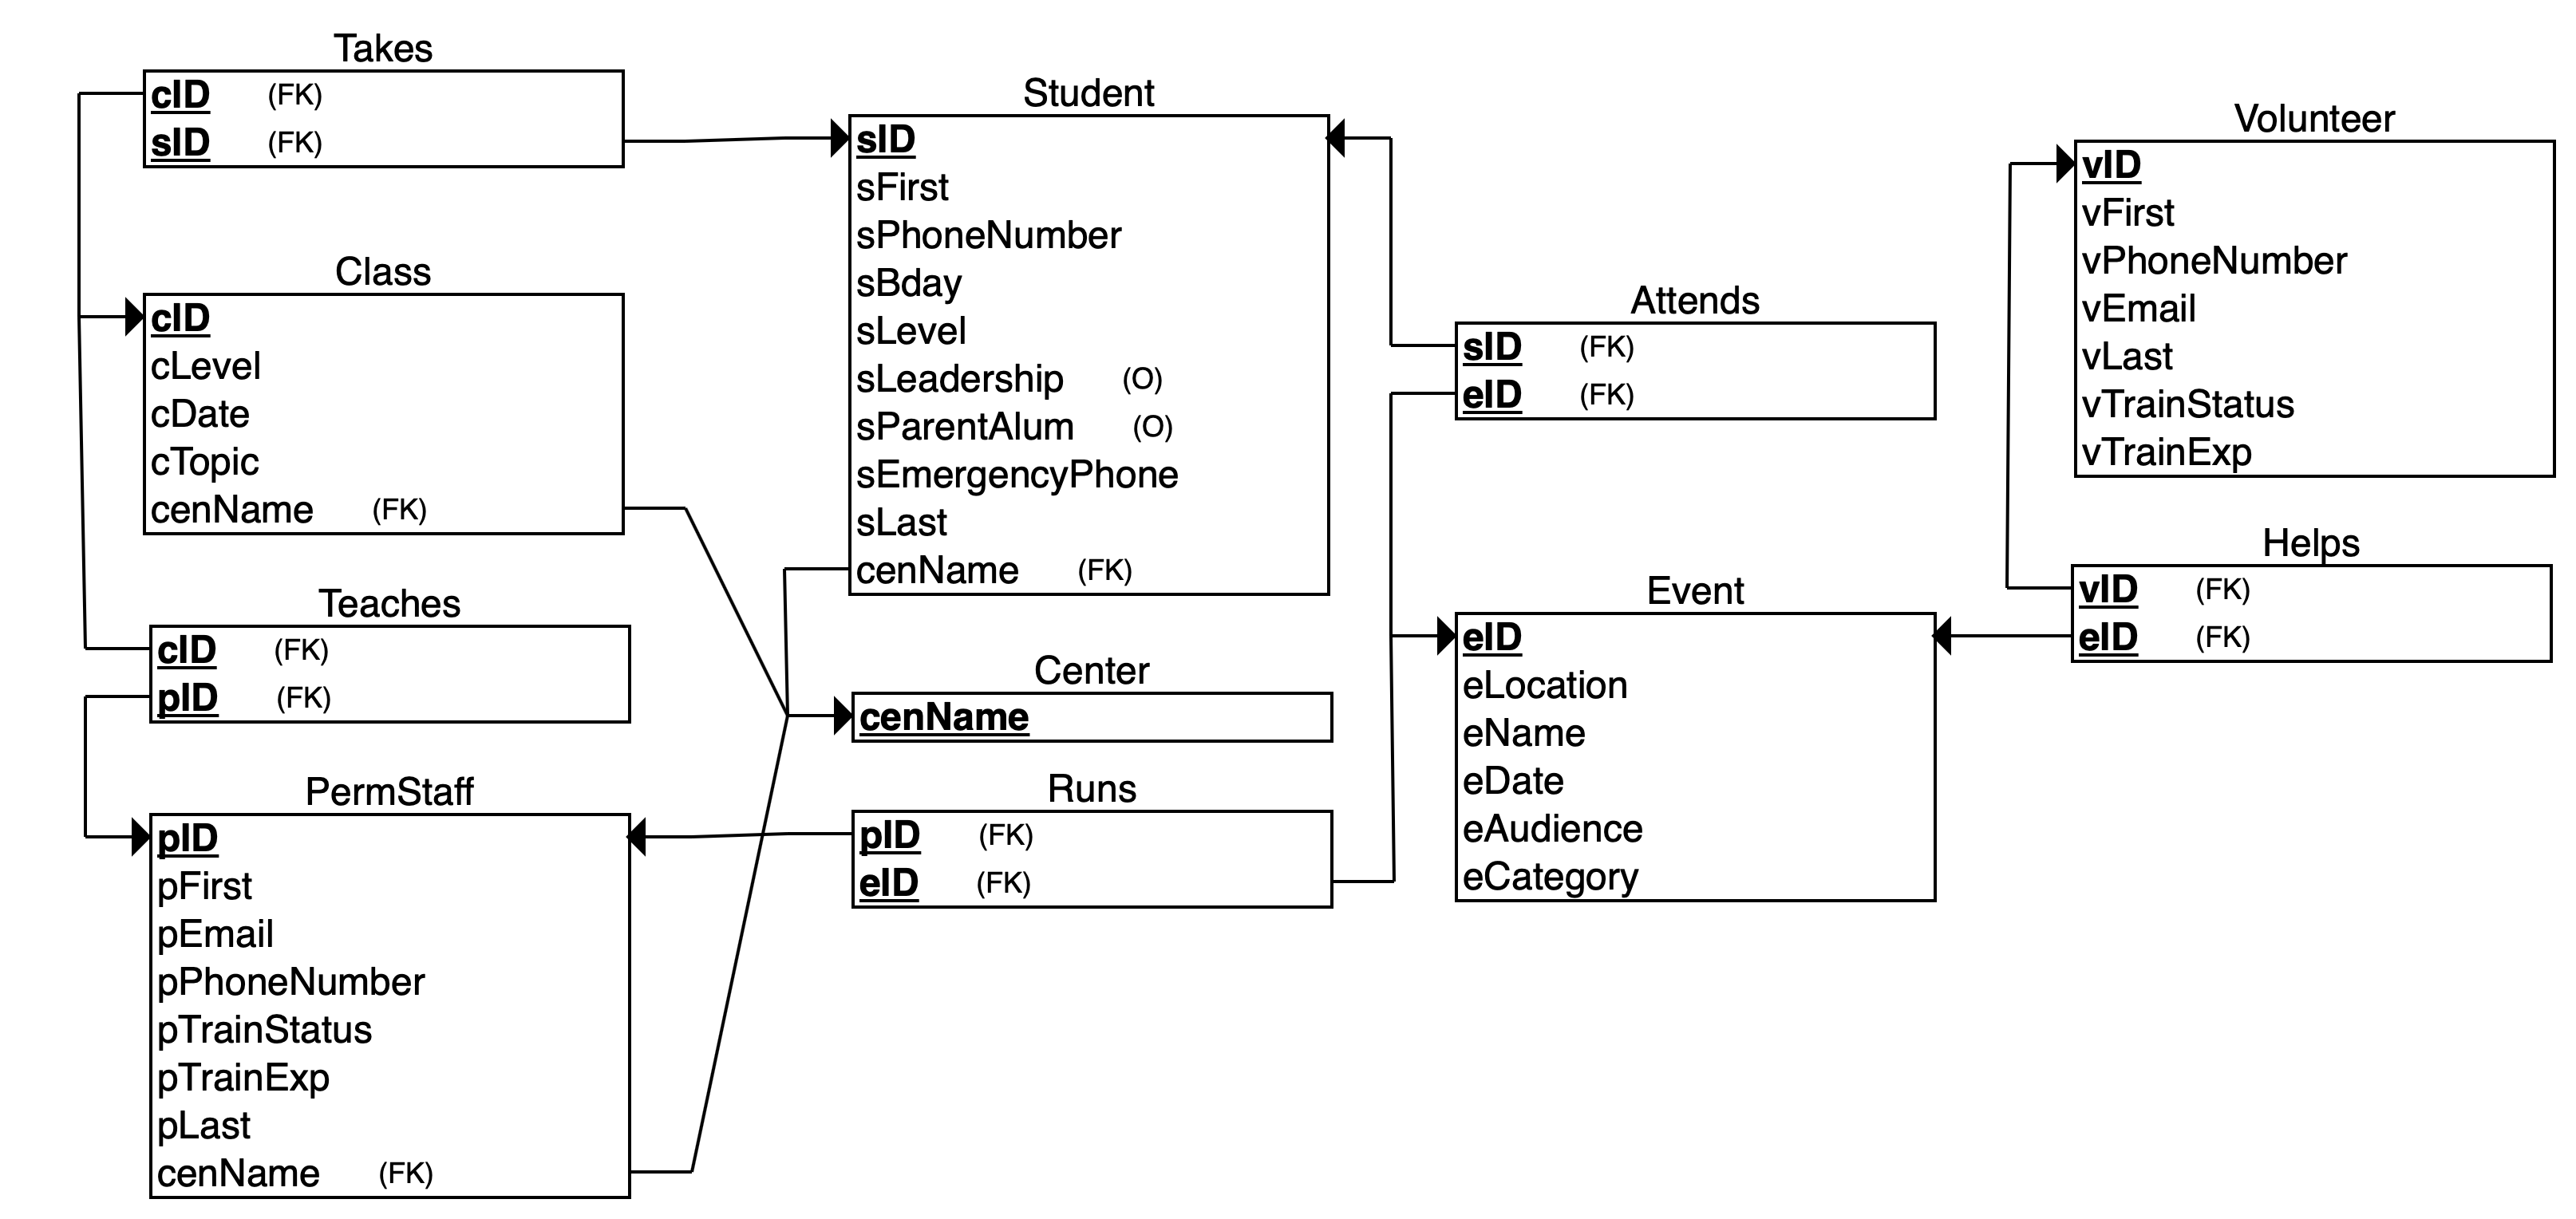 Takes
cID (FK)
sID (FK)
Class
cID
cLevel
cDate
cTopic
cenName (FK)
Teaches
cID (FK)
pID (FK)
PermStaff
pID
pFirst
pEmail
pPhoneNumber
pTrainStatus
pTrainExp
pLast
cenName (FK)
Student
sID
sFirst
sPhoneNumber
sBday
sLevel
sLeadership (O)
sParentAlum (O)
sEmergencyPhone
sLast
cenName (FK)
Center
cenName
Runs
pID (FK)
eID (FK)
Attends
sID (FK)
eID (FK)
Event
eID
eLocation
eName
eDate
eAudience
eCategory
Volunteer
vID
vFirst
vPhoneNumber
vEmail
vLast
vTrainStatus
vTrainExp
Helps
vID (FK)
eID (FK)